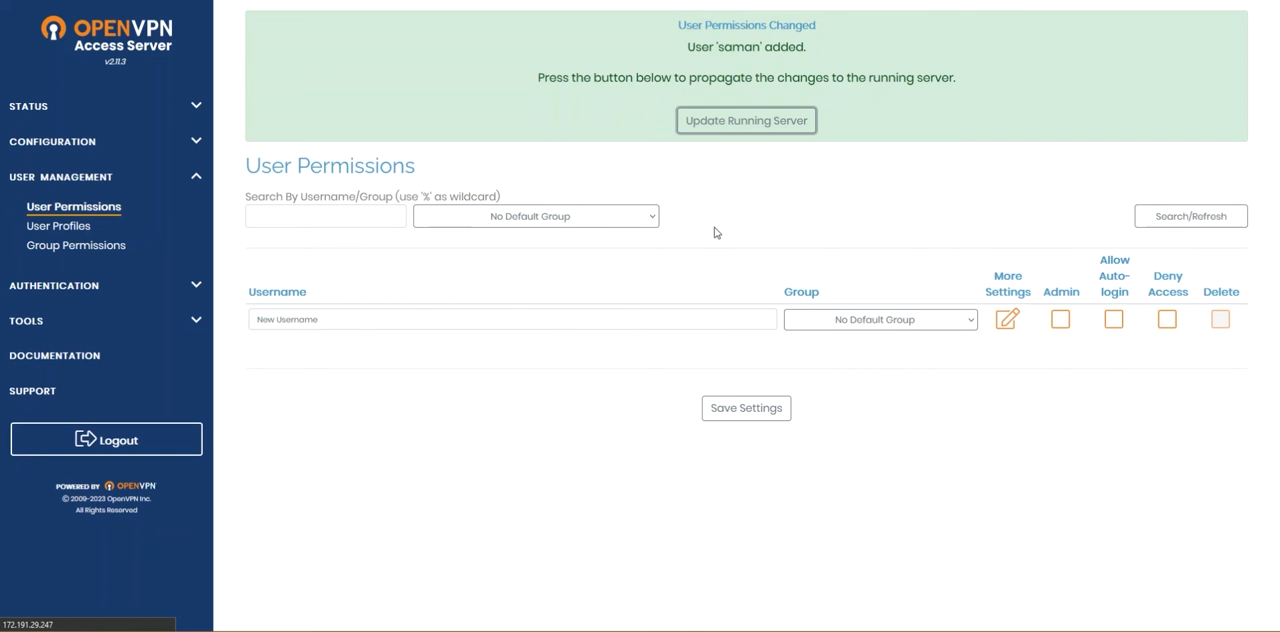 OPENVPN
Access Server
v2.11.3
STATUS
CONFIGURATION
USER MANAGEMENT
User Permissions
User Profiles
Group Permissions
AUTHENTICATION
TOOLS
DOCUMENTATION
SUPPORT
Logout
POWERED BY OPENVPN
© 2009-2023 OpenVPN Inc.
All Rights Reserved
172.191.29.247
User Permissions Changed
User 'saman' added.
Press the button below to propagate the changes to the running server.
Update Running Server
User Permissions
Search By Username/Group (use '%' as wildcard)
No Default Group
Search/Refresh
Username
Group
More Settings
Admin
Allow Auto-login
Deny Access
Delete
New Username
No Default Group
Save Settings